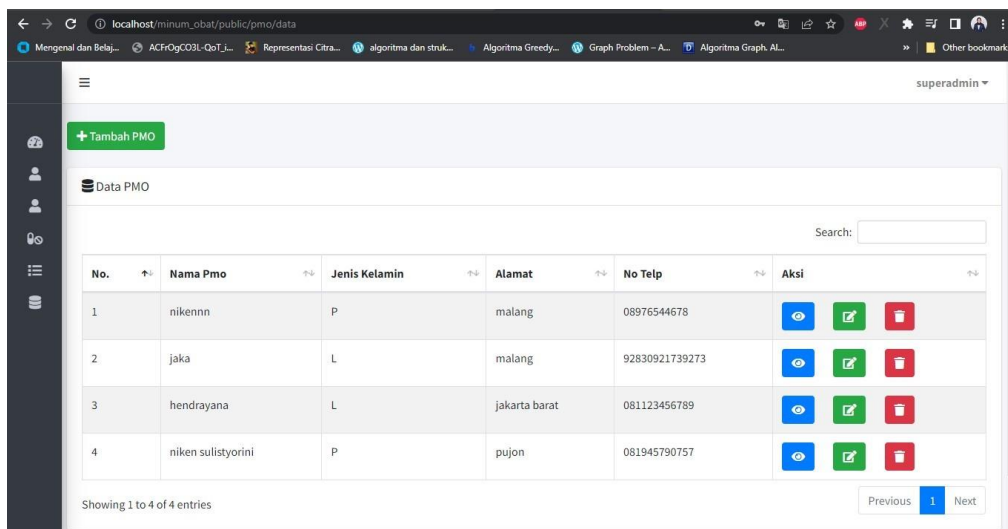 localhost/minum_obat/public/pmo/data
Mengenal dan Belaj... ACFrOgCO3L-QoT_i... Representasi Citra... algoritma dan struk... Algoritma Greedy... Graph Problem – A... Algoritma Graph. Al... » Other bookmark
superadmin
Tambah PMO
Data PMO
Search:
No. Nama Pmo Jenis Kelamin Alamat No Telp Aksi
1 nikennn P malang 08976544678
2 jaka L malang 92830921739273
3 hendrayana L jakarta barat 081123456789
4 niken sulistyorini P pujon 081945790757
Showing 1 to 4 of 4 entries Previous 1 Next